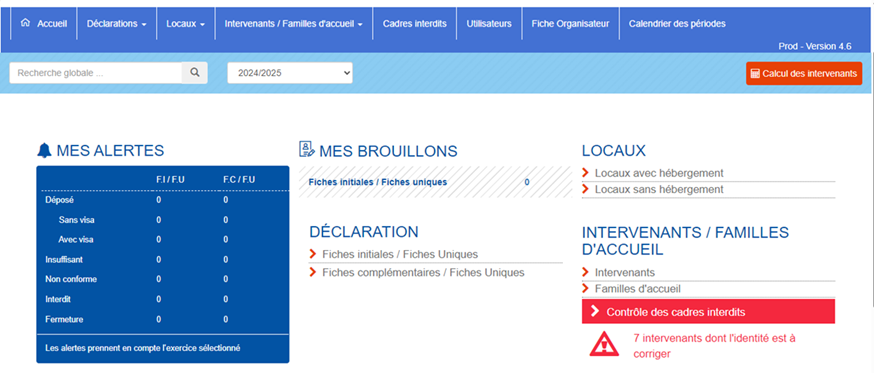 Accueil Déclarations Locaux Intervenants / Familles d'accueil Cadres interdits Utilisateurs Fiche Organisateur Calendrier des périodes
Prod - Version 4.6
Recherche globale ... 2024/2025 Calcul des intervenants
MES ALERTES
F.I / F.U F.C / F.U
Déposé 0 0
Sans visa 0 0
Avec visa 0 0
Insuffisant 0 0
Non conforme 0 0
Interdit 0 0
Fermeture 0 0
Les alertes prennent en compte l'exercice sélectionné
MES BROUILLONS
Fiches initiales / Fiches uniques 0
DÉCLARATION
Fiches initiales / Fiches Uniques
Fiches complémentaires / Fiches Uniques
LOCAUX
Locaux avec hébergement
Locaux sans hébergement
INTERVENANTS / FAMILLES
D'ACCUEIL
Intervenants
Familles d'accueil
Contrôle des cadres interdits
7 intervenants dont l'identité est à
corriger